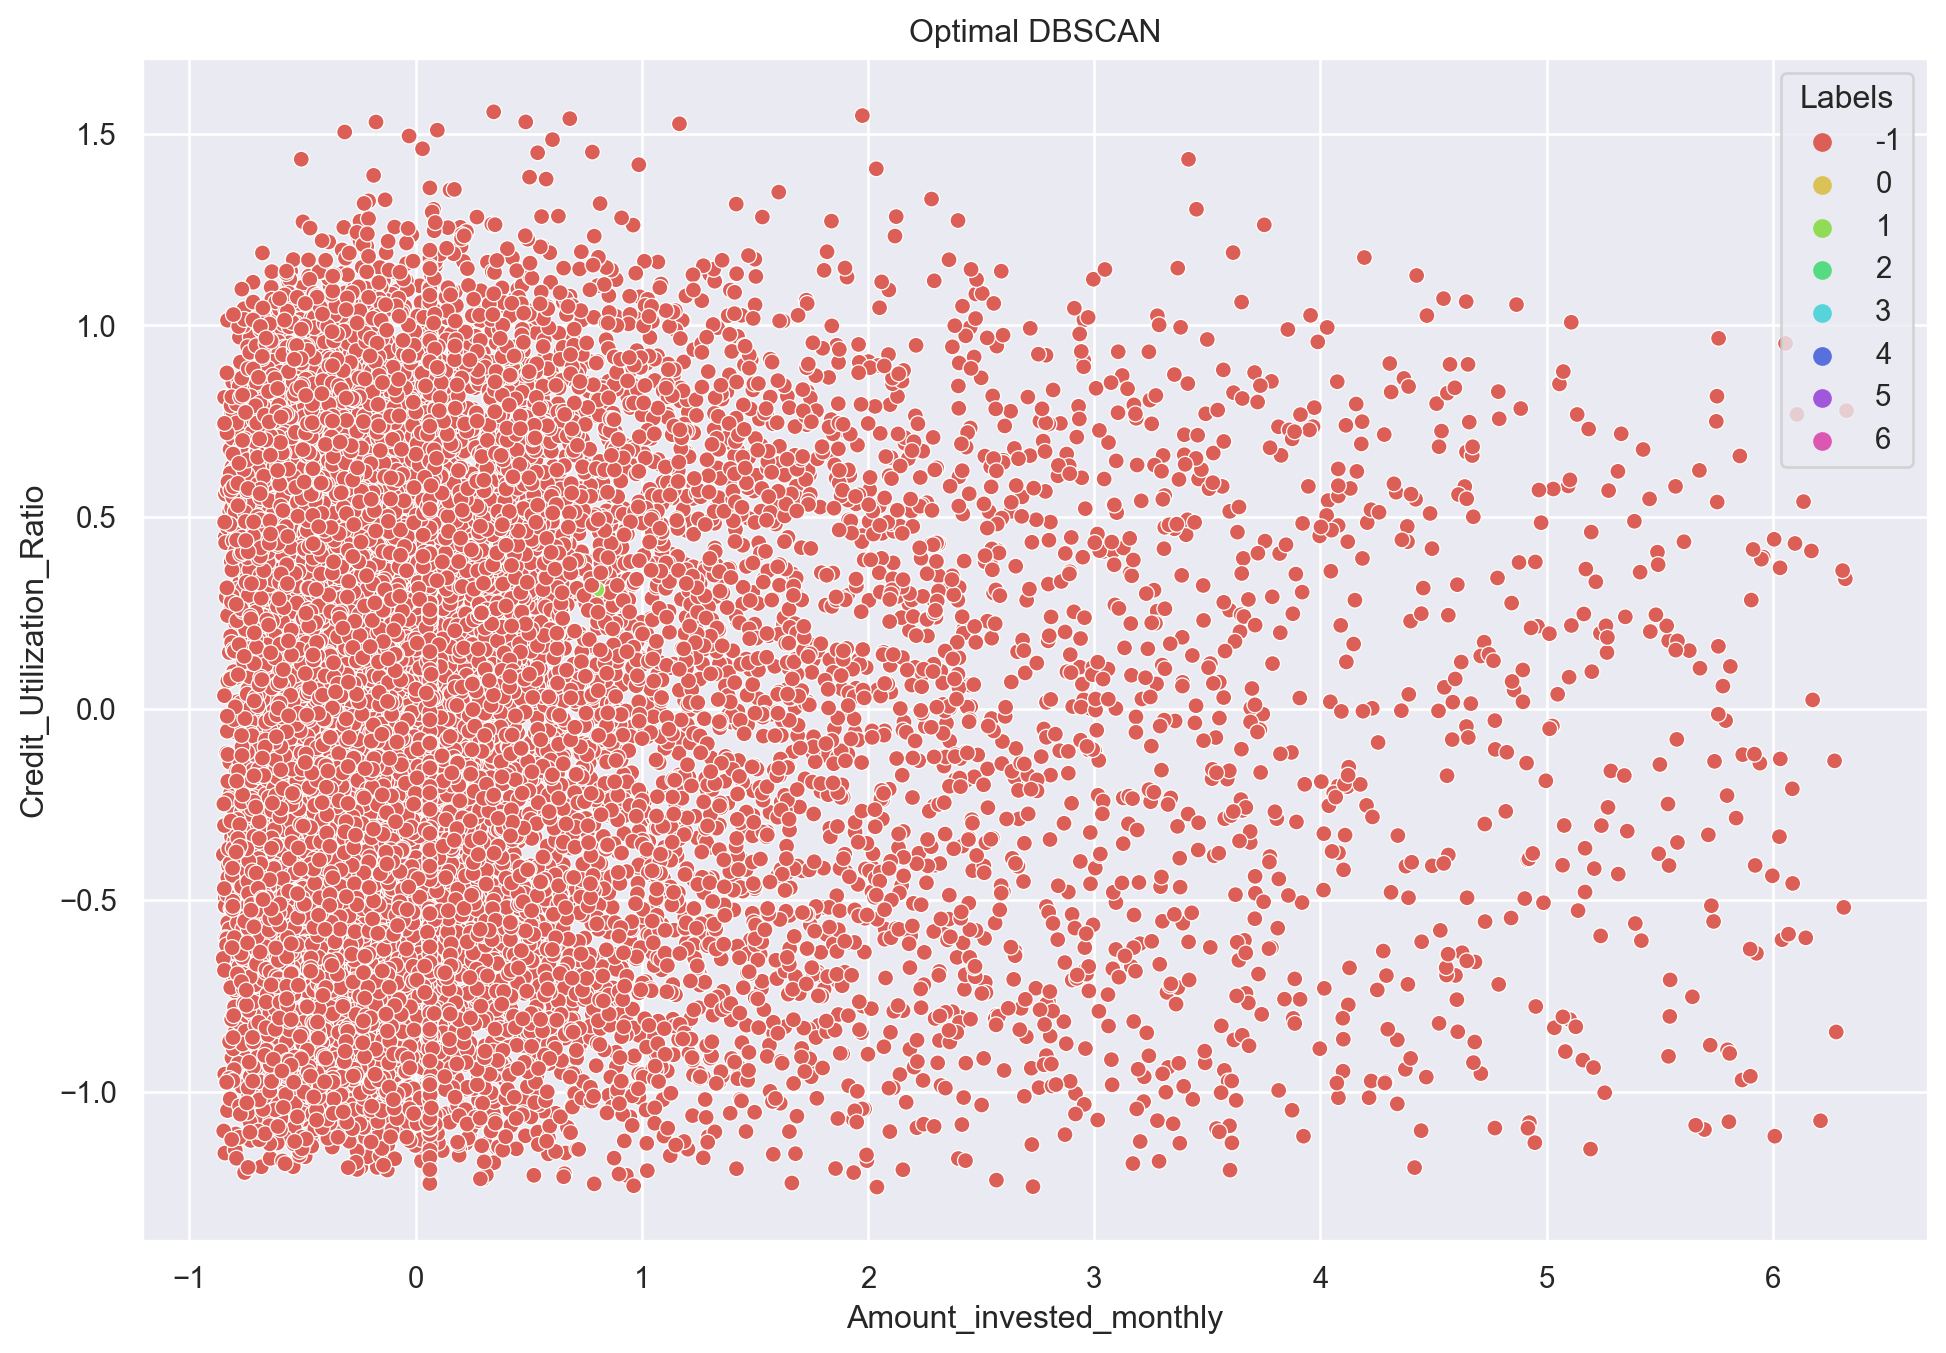 Optimal DBSCAN
Labels
-1
0
1
2
3
4
5
6
1.5
1.0
0.5
0.0
−0.5
−1.0
Credit_Utilization_Ratio
−1 0 1 2 3 4 5 6
Amount_invested_monthly